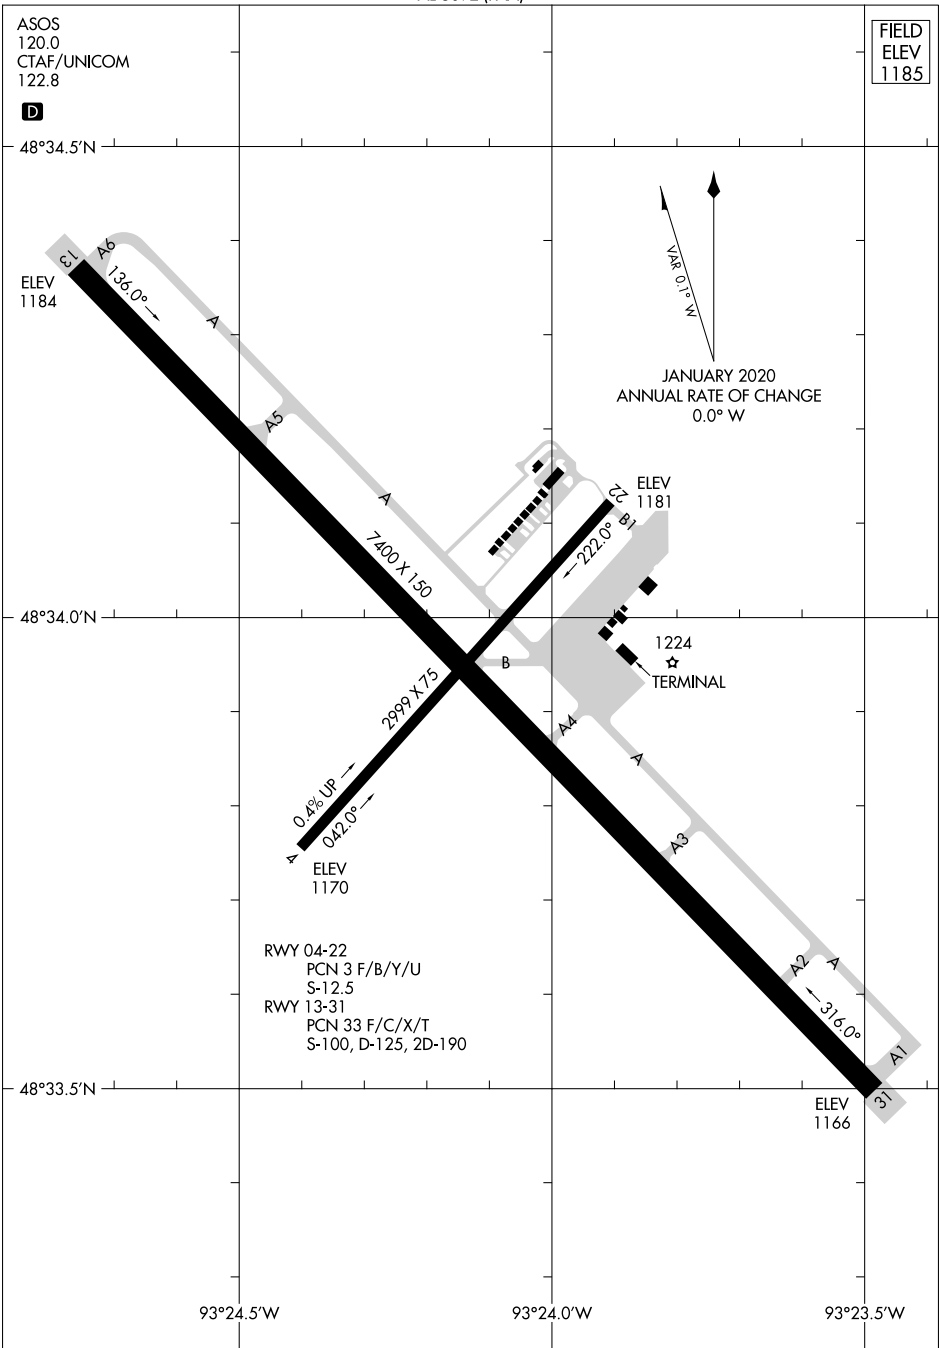 ASOS
120.0
CTAF/UNICOM
122.8
D
FIELD
ELEV
1185
48°34.5'N
VAR 0.1° W
JANUARY 2020
ANNUAL RATE OF CHANGE
0.0° W
13
A6
ELEV
1184
136.0°
A
A5
A
7400 X 150
ELEV
1181
22
B1
222.0°
48°34.0'N
B
1224
TERMINAL
2999 X 75
A4
A
0.4% UP
042.0°
4
ELEV
1170
A3
RWY 04-22
PCN 3 F/B/Y/U
S-12.5
RWY 13-31
PCN 33 F/C/X/T
S-100, D-125, 2D-190
A2
A
316.0°
A1
48°33.5'N
31
ELEV
1166
93°24.5'W
93°24.0'W
93°23.5'W